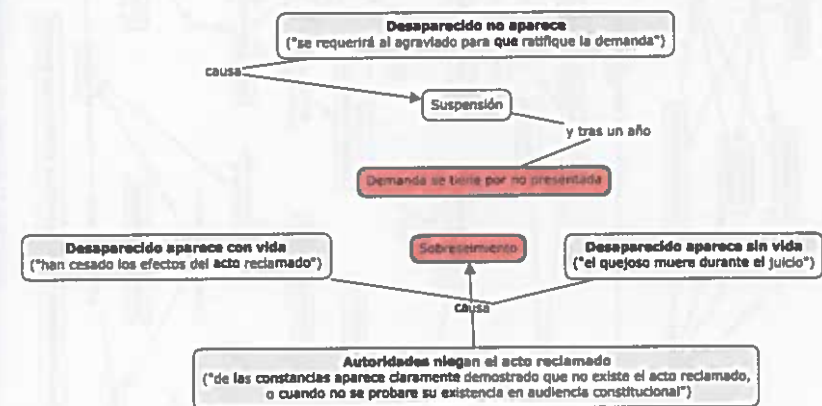 Desaparecido no aparece
("se requerirá al agraviado para que ratifique la demanda")
causa
Suspensión
y tras un año
Demanda se tiene por no presentada
Desaparecido aparece con vida
("han cesado los efectos del acto reclamado")
Sobreseimiento
Desaparecido aparece sin vida
("el quejoso muere durante el juicio")
causa
Autoridades niegan el acto reclamado
("de las constancias aparece claramente demostrado que no existe el acto reclamado,
o cuando no se probare su existencia en audiencia constitucional")